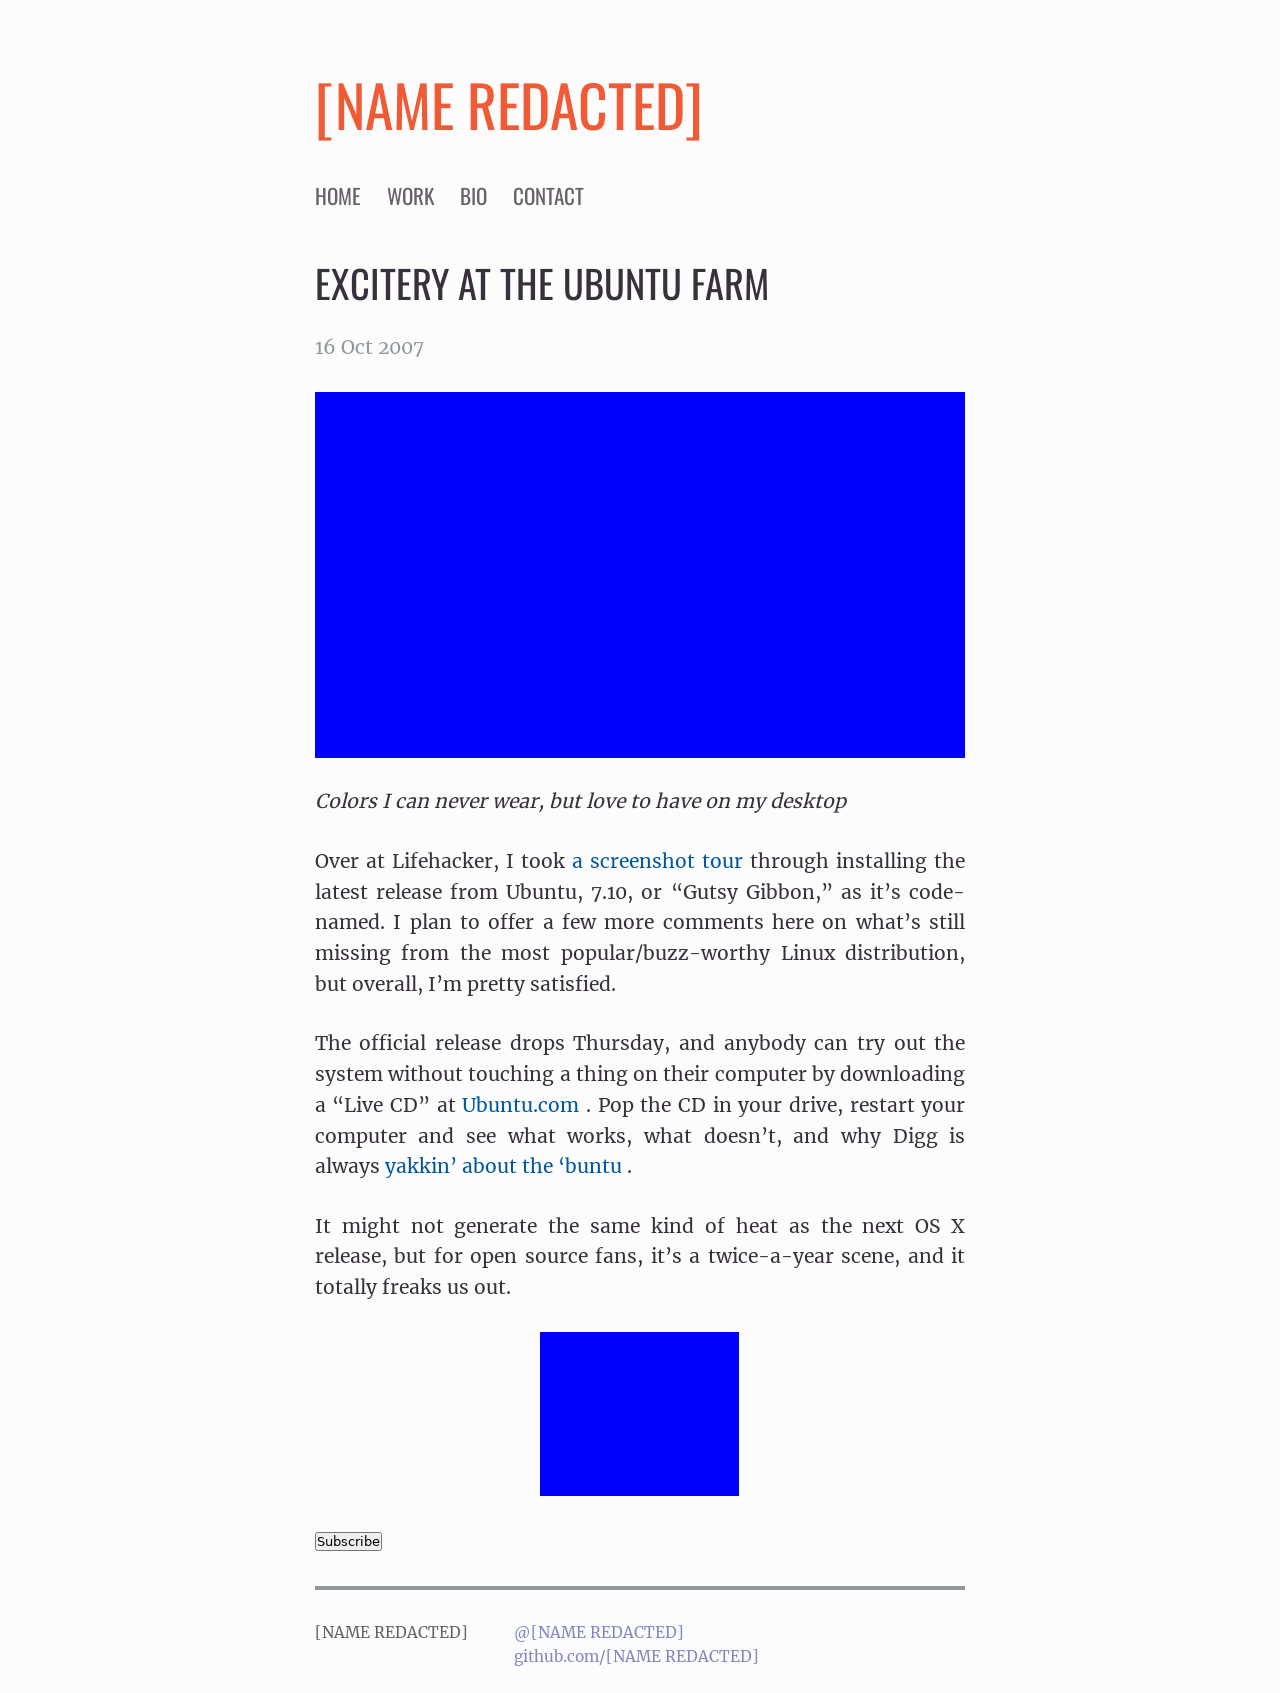 [NAME REDACTED]
HOME WORK BIO CONTACT
EXCITERY AT THE UBUNTU FARM
16 Oct 2007
Colors I can never wear, but love to have on my desktop
Over at Lifehacker, I took a screenshot tour through installing the
latest release from Ubuntu, 7.10, or “Gutsy Gibbon,” as it’s code-
named. I plan to offer a few more comments here on what’s still
missing from the most popular/buzz-worthy Linux distribution,
but overall, I’m pretty satisfied.
The official release drops Thursday, and anybody can try out the
system without touching a thing on their computer by downloading
a “Live CD” at Ubuntu.com . Pop the CD in your drive, restart your
computer and see what works, what doesn’t, and why Digg is
always yakkin’ about the ‘buntu .
It might not generate the same kind of heat as the next OS X
release, but for open source fans, it’s a twice-a-year scene, and it
totally freaks us out.
Subscribe
[NAME REDACTED] @[NAME REDACTED]
github.com/[NAME REDACTED]